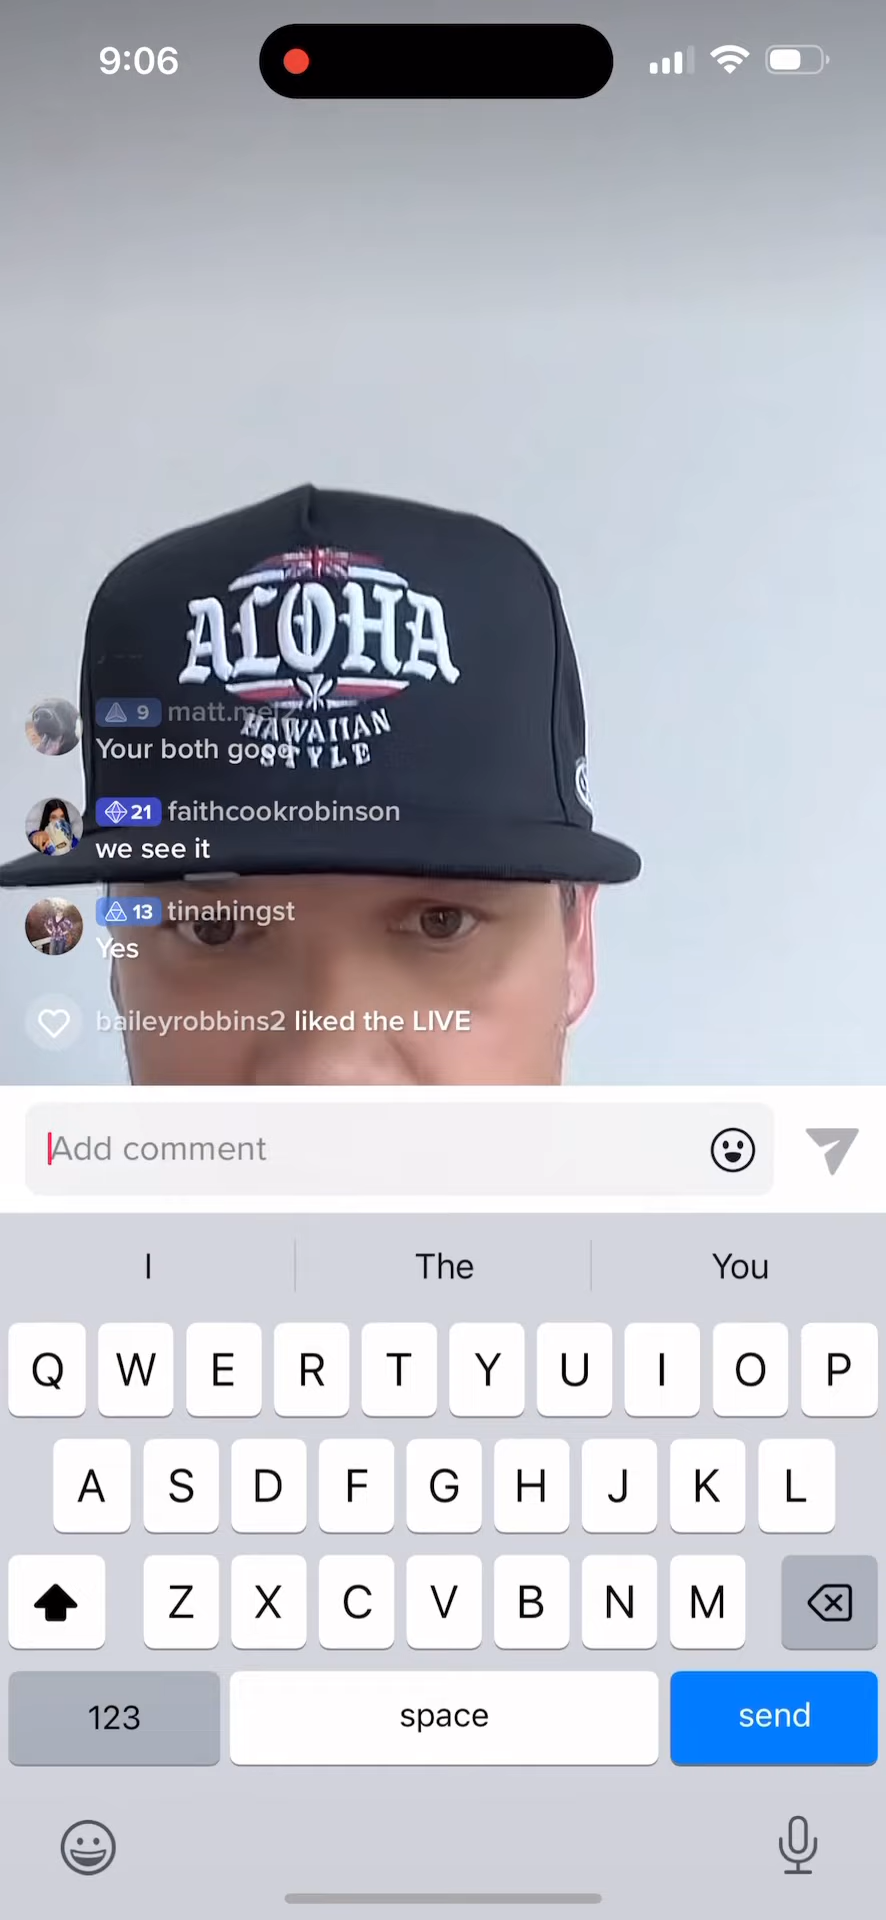 9:06
ALOHA
HAWAIIAN
STYLE
9
Your both good
21 faithcookrobinson
we see it
13 tinahingst
Yes
baileyrobbins2 liked the LIVE
Add comment
I The You
Q W E R T Y U I O P
A S D F G H J K L
Z X C V B N M
123 space send